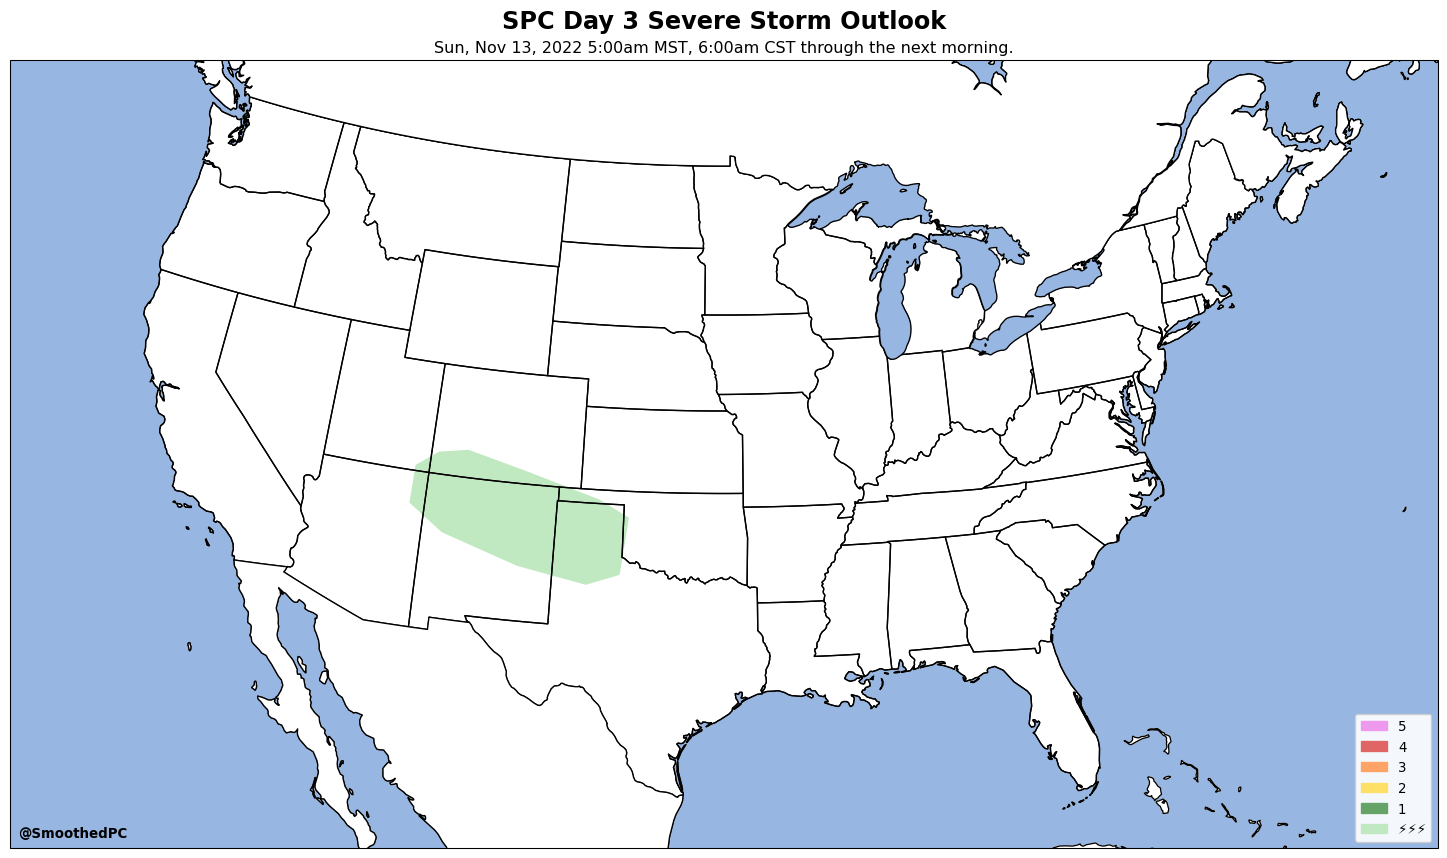 SPC Day 3 Severe Storm Outlook
Sun, Nov 13, 2022 5:00am MST, 6:00am CST through the next morning.
5
4
3
2
1
⚡⚡⚡
@SmoothedPC